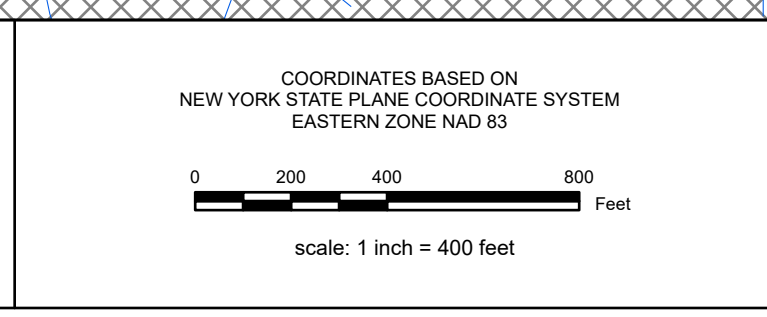 COORDINATES BASED ON
NEW YORK STATE PLANE COORDINATE SYSTEM
EASTERN ZONE NAD 83
0 200 400 800
Feet
scale: 1 inch = 400 feet